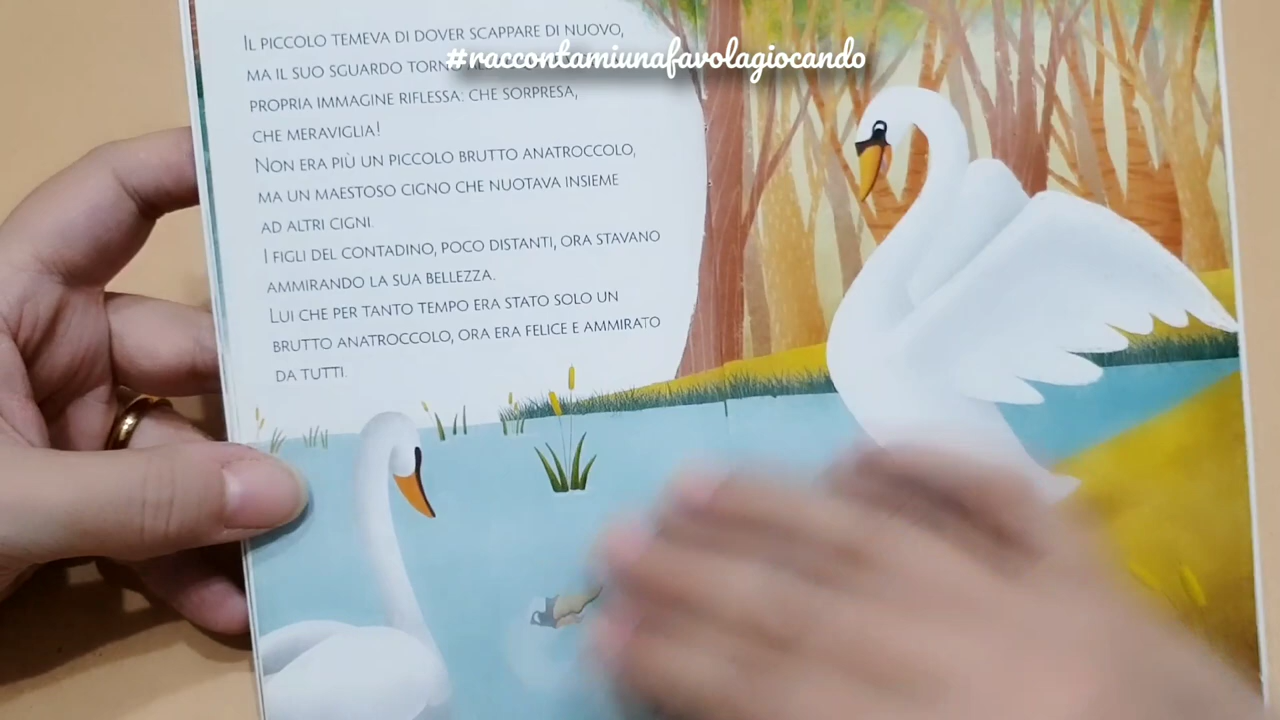 #raccontamiunafavolagiocando
IL PICCOLO TEMEVA DI DOVER SCAPPARE DI NUOVO,
MA IL SUO SGUARDO TORNÒ
PROPRIA IMMAGINE RIFLESSA: CHE SORPRESA,
CHE MERAVIGLIA!
NON ERA PIÙ UN PICCOLO BRUTTO ANATROCCOLO,
MA UN MAESTOSO CIGNO CHE NUOTAVA INSIEME
AD ALTRI CIGNI.
I FIGLI DEL CONTADINO, POCO DISTANTI, ORA STAVANO
AMMIRANDO LA SUA BELLEZZA.
LUI CHE PER TANTO TEMPO ERA STATO SOLO UN
BRUTTO ANATROCCOLO, ORA ERA FELICE E AMMIRATO
DA TUTTI.